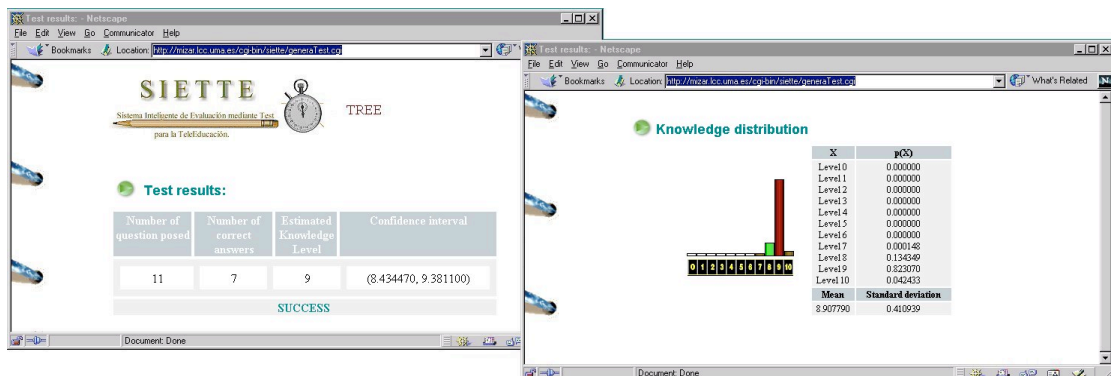 Test results: - Netscape
File Edit View Go Communicator Help
Bookmarks Location: http://mizar.lcc.uma.es/cgi-bin/siette/generaTest.cgi
SIETTE
Sistema Inteligente de Evaluación mediante Test
para la TeleEducación.
TREE
Test results:
Number of question posed Number of correct answers Estimated Knowledge Level Confidence interval
11 7 9 (8.434470, 9.381100)
SUCCESS
Document: Done
Test results: - Netscape
File Edit View Go Communicator Help
Bookmarks Location: http://mizar.lcc.uma.es/cgi-bin/siette/generaTest.cgi What's Related
Knowledge distribution
X p(X)
Level 0 0.000000
Level 1 0.000000
Level 2 0.000000
Level 3 0.000000
Level 4 0.000000
Level 5 0.000000
Level 6 0.000000
Level 7 0.000148
Level 8 0.134349
Level 9 0.823070
Level 10 0.042433
0 1 2 3 4 5 6 7 8 9 10
Mean Standard deviation
8.907790 0.410939
Document: Done